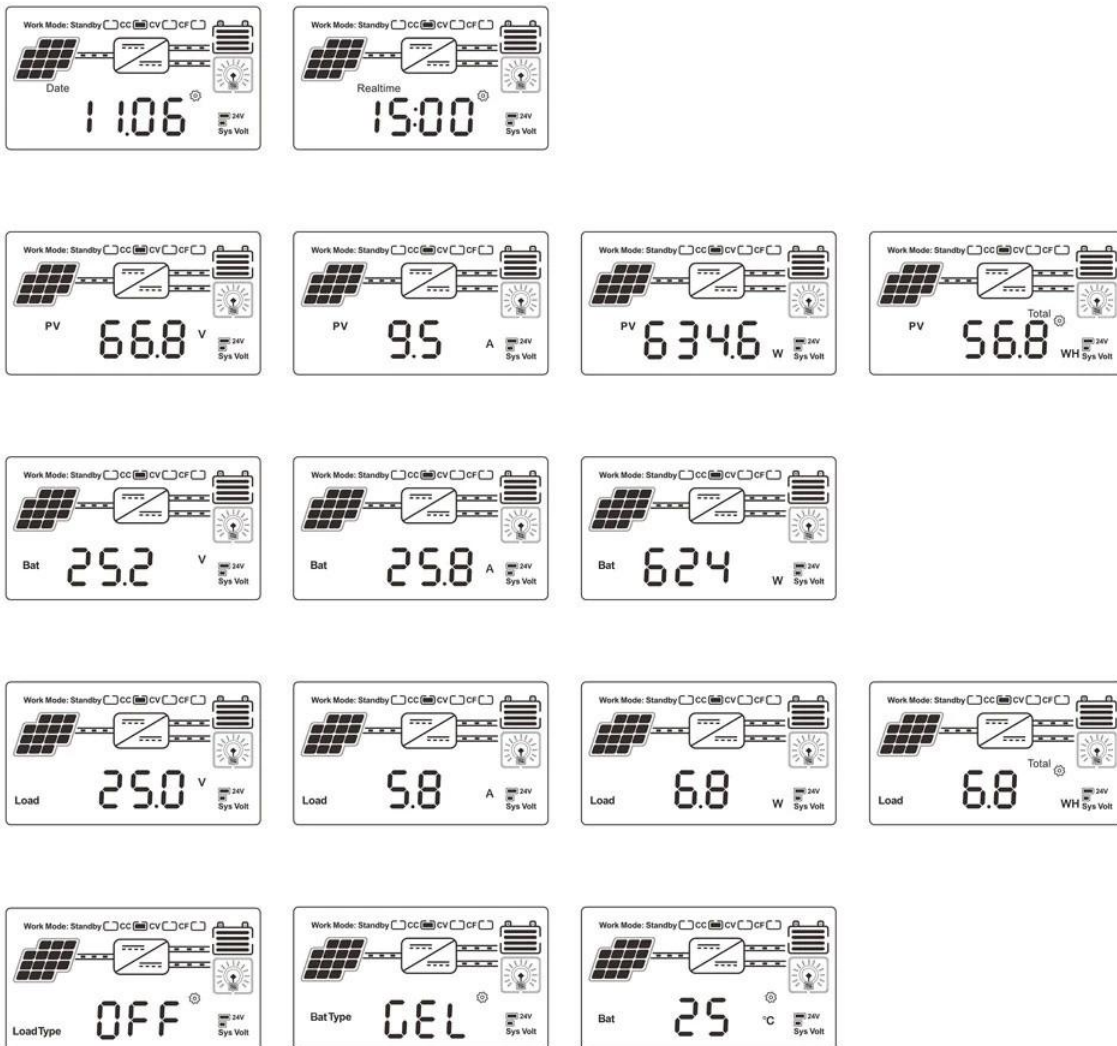 Work Mode: Standby CC CV CF
Date
11.06
24V
Sys Volt
Work Mode: Standby CC CV CF
Realtime
15:00
24V
Sys Volt
Work Mode: Standby CC CV CF
PV 66.8 V
24V
Sys Volt
Work Mode: Standby CC CV CF
PV 9.5 A
24V
Sys Volt
Work Mode: Standby CC CV CF
PV 634.6 W
24V
Sys Volt
Work Mode: Standby CC CV CF
Total
PV 56.8 WH
24V
Sys Volt
Work Mode: Standby CC CV CF
Bat 25.2 V
24V
Sys Volt
Work Mode: Standby CC CV CF
Bat 25.8 A
24V
Sys Volt
Work Mode: Standby CC CV CF
Bat 624 W
24V
Sys Volt
Work Mode: Standby CC CV CF
Load 25.0 V
24V
Sys Volt
Work Mode: Standby CC CV CF
Load 5.8 A
24V
Sys Volt
Work Mode: Standby CC CV CF
Load 6.8 W
24V
Sys Volt
Work Mode: Standby CC CV CF
Total
Load 6.8 WH
24V
Sys Volt
Work Mode: Standby CC CV CF
LoadType OFF
24V
Sys Volt
Work Mode: Standby CC CV CF
BatType GEL
24V
Sys Volt
Work Mode: Standby CC CV CF
Bat 25 °C
24V
Sys Volt